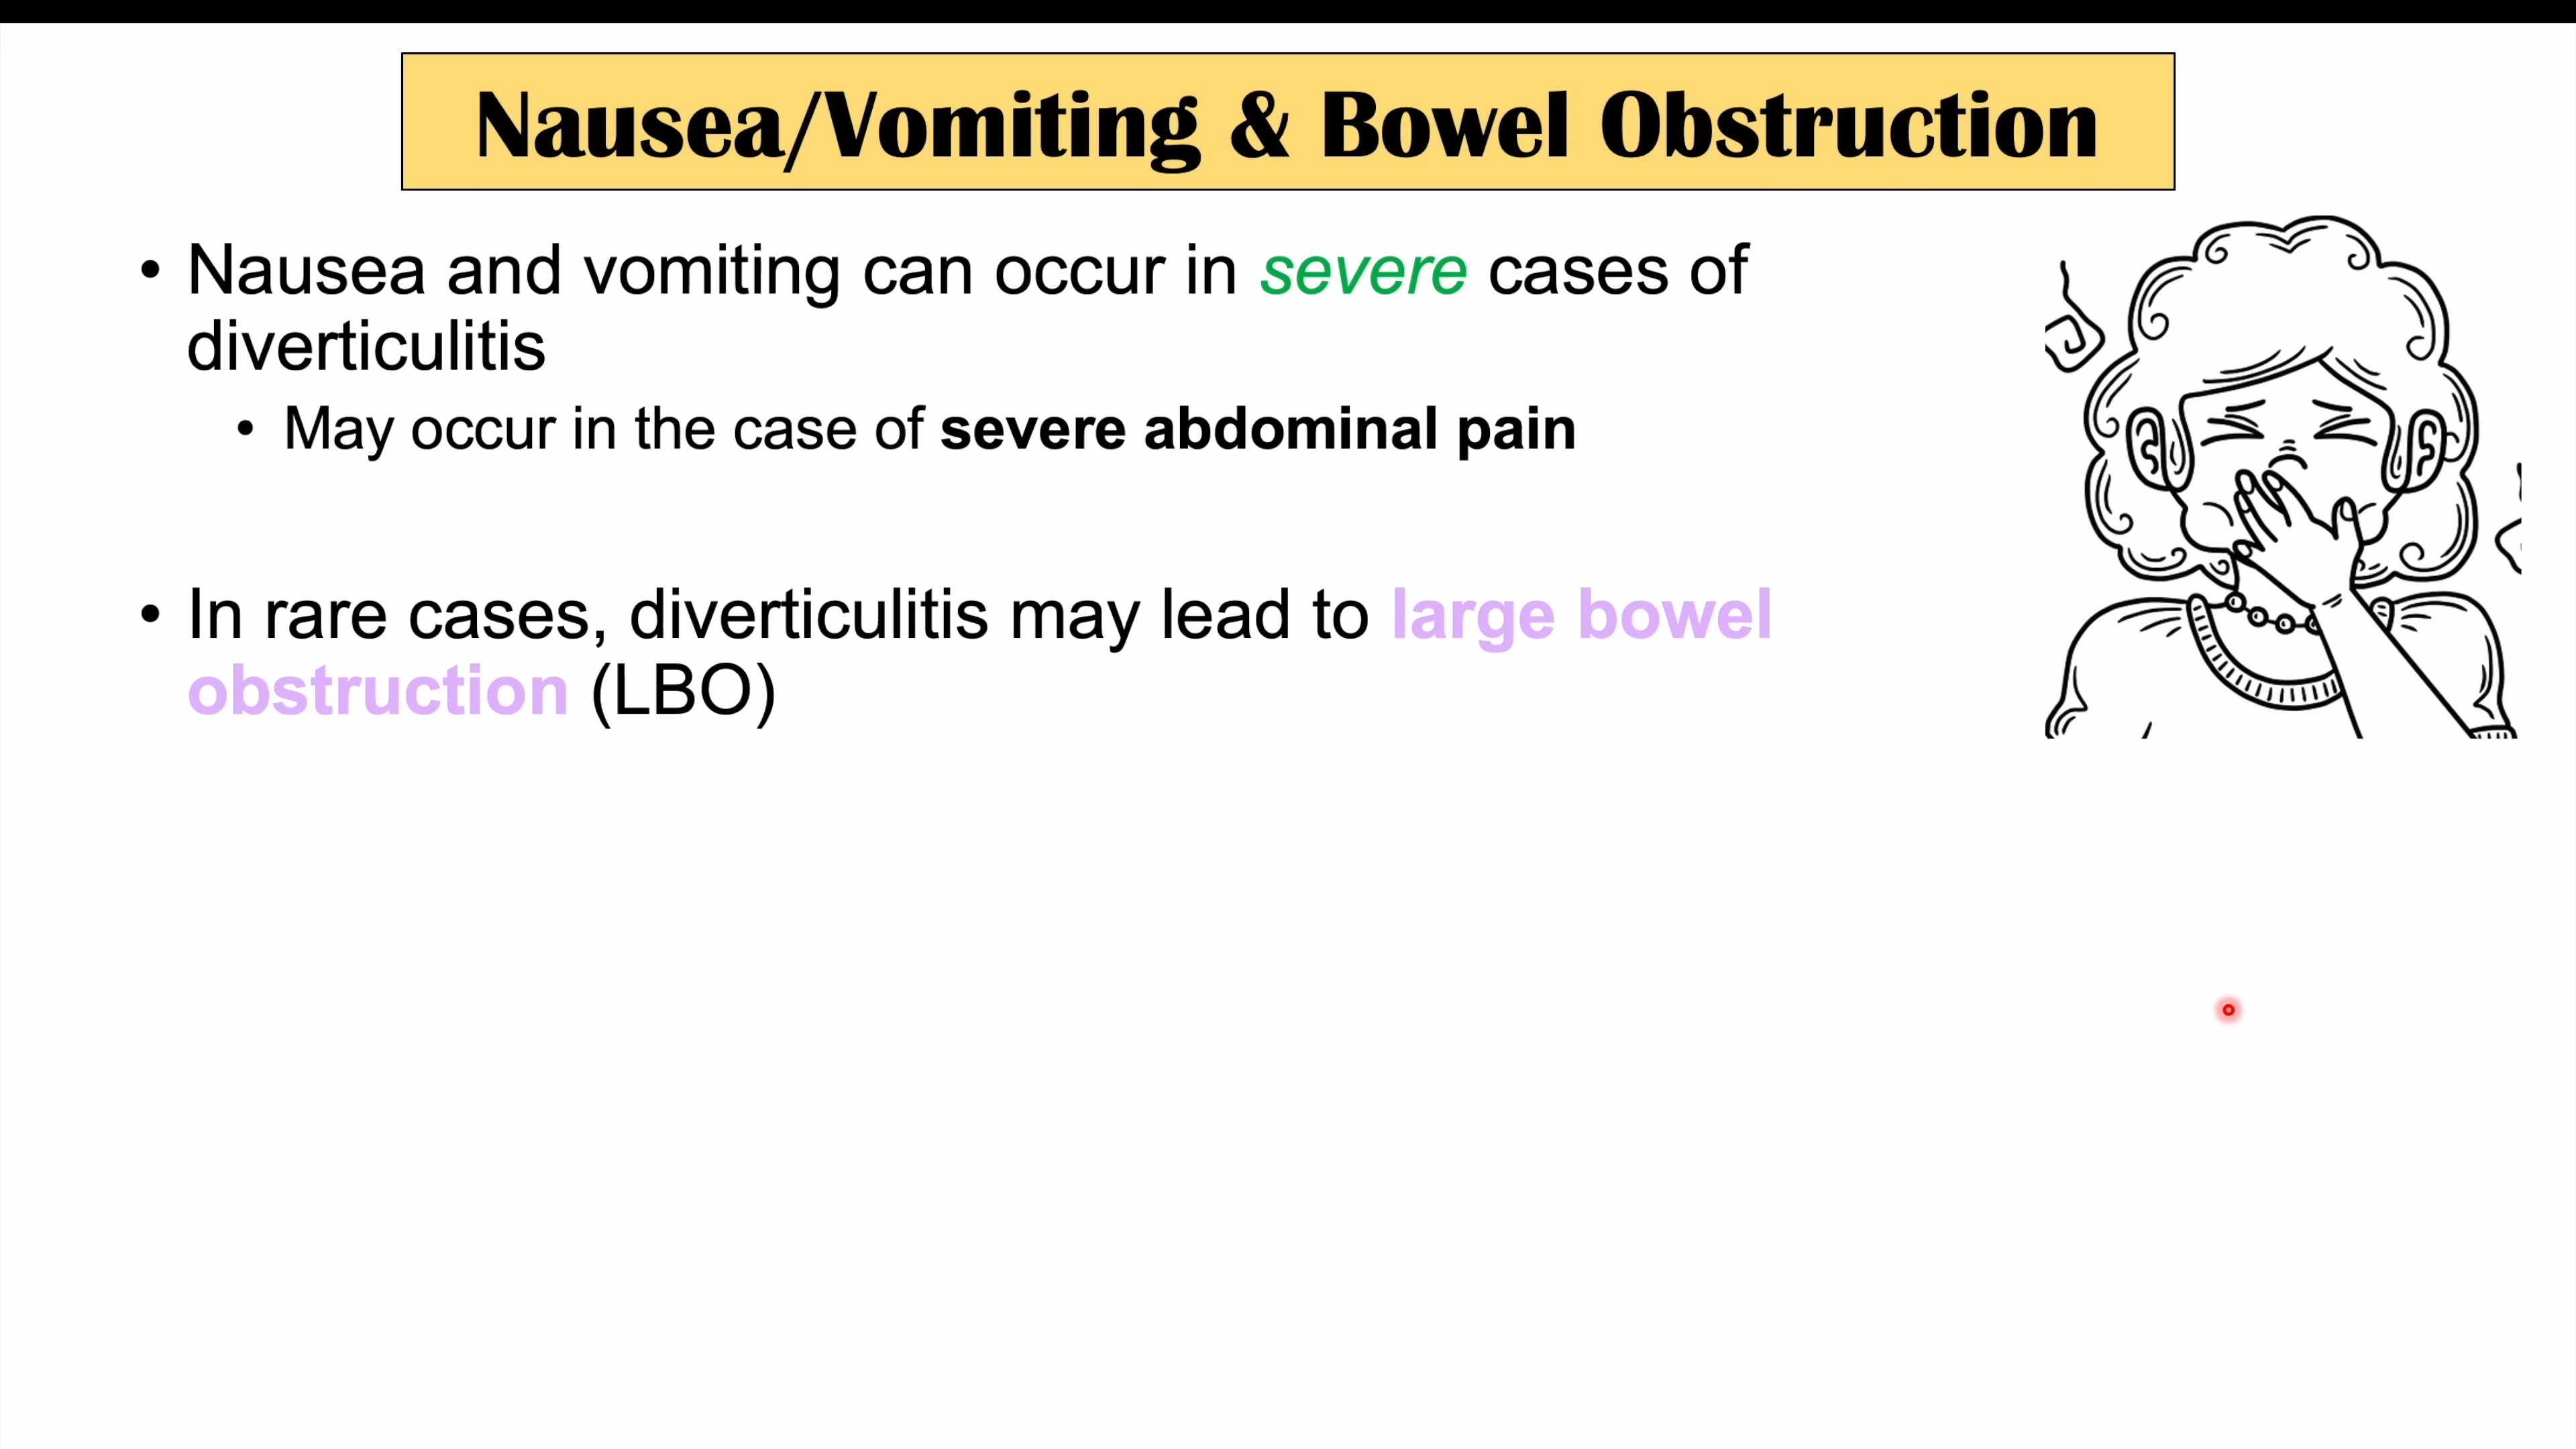 Nausea/Vomiting & Bowel Obstruction
• Nausea and vomiting can occur in severe cases of
diverticulitis
• May occur in the case of severe abdominal pain
• In rare cases, diverticulitis may lead to large bowel
obstruction (LBO)